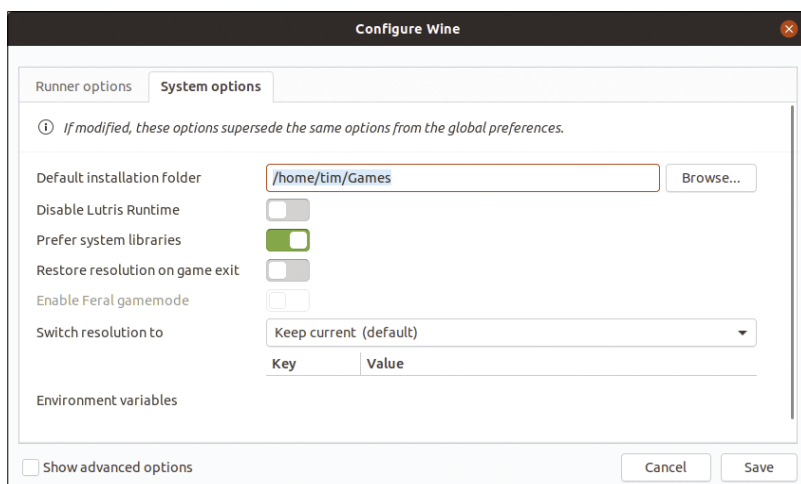 Configure Wine
Runner options System options
If modified, these options supersede the same options from the global preferences.
Default installation folder /home/tim/Games Browse...
Disable Lutris Runtime
Prefer system libraries
Restore resolution on game exit
Enable Feral gamemode
Switch resolution to Keep current (default)
Key Value
Environment variables
Show advanced options Cancel Save